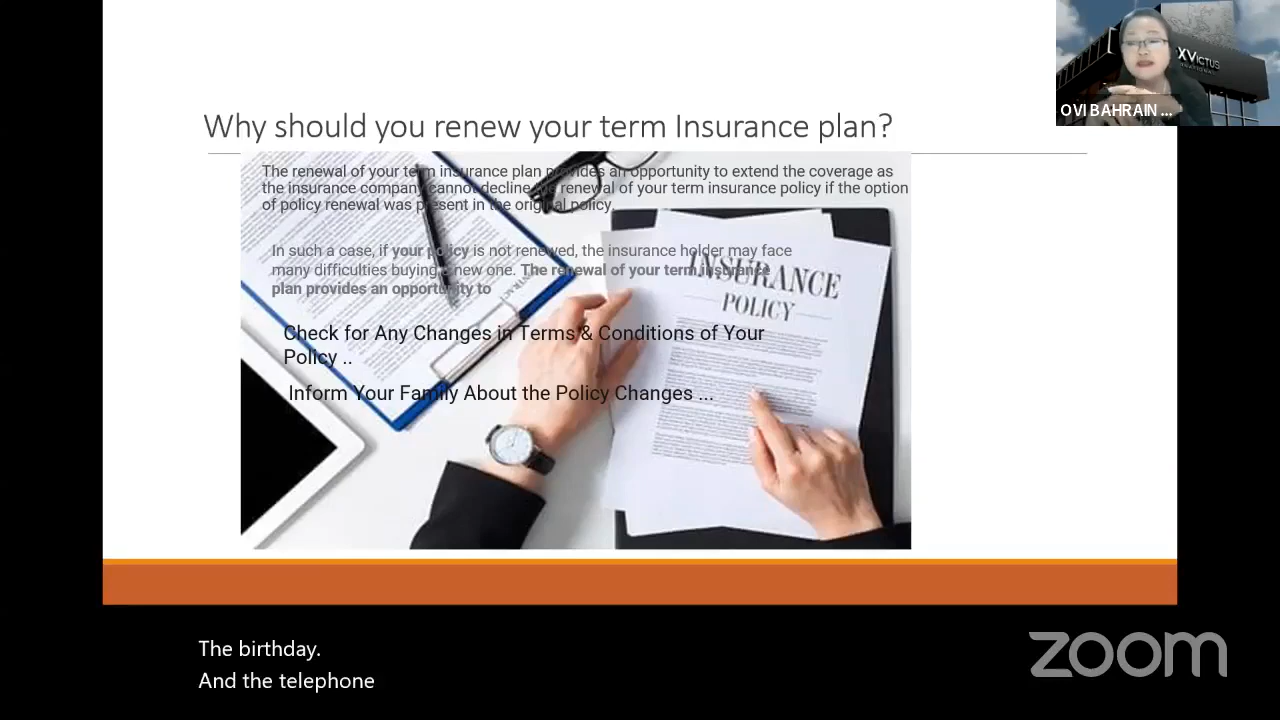 XVICTUS
OVI BAHRAIN ...
Why should you renew your term Insurance plan?
The renewal of your term insurance plan provides an opportunity to extend the coverage as
the insurance company cannot decline the renewal of your term insurance policy if the option
of policy renewal was present in the original policy.
In such a case, if your policy is not renewed, the insurance holder may face
many difficulties buying a new one. The renewal of your term insurance
plan provides an opportunity to
INSURANCE
POLICY
Check for Any Changes in Terms & Conditions of Your
Policy ..
Inform Your Family About the Policy Changes ...
The birthday.
And the telephone
zoom